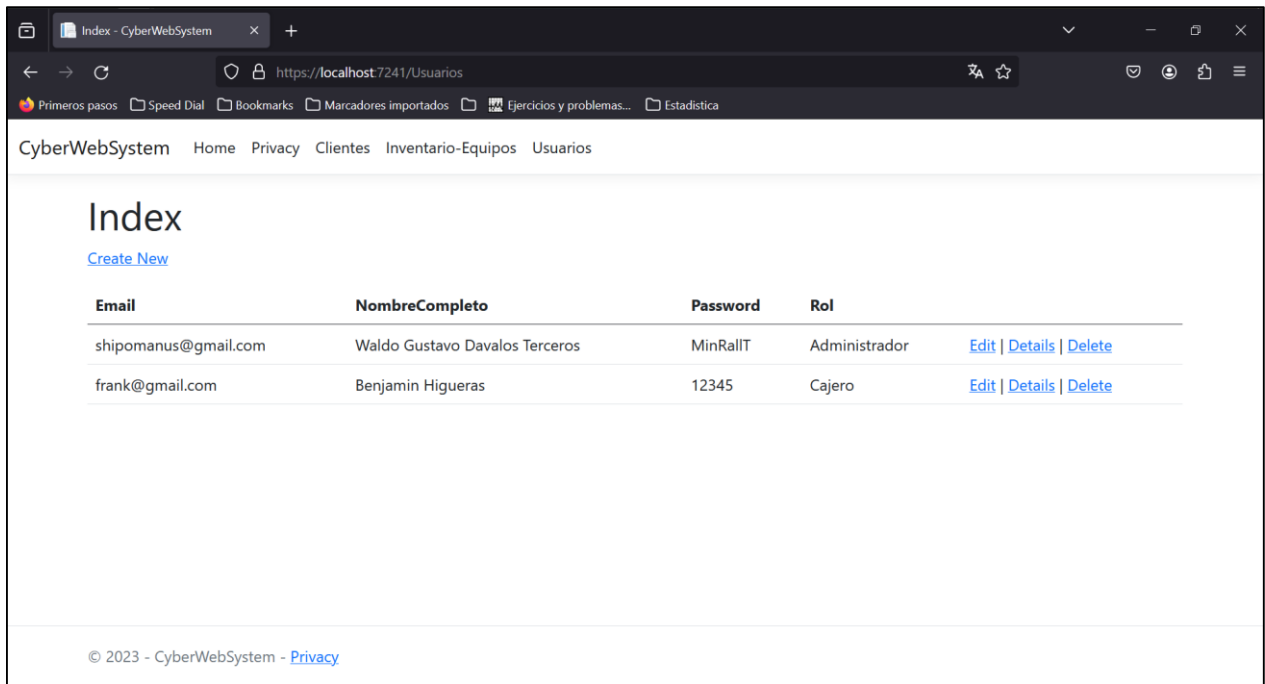 Index - CyberWebSystem
https://localhost:7241/Usuarios
Primeros pasos Speed Dial Bookmarks Marcadores importados Ejercicios y problemas... Estadistica
CyberWebSystem Home Privacy Clientes Inventario-Equipos Usuarios
Index
Create New
Email NombreCompleto Password Rol
shipomanus@gmail.com Waldo Gustavo Davalos Terceros MinRallT Administrador Edit | Details | Delete
frank@gmail.com Benjamin Higueras 12345 Cajero Edit | Details | Delete
© 2023 - CyberWebSystem - Privacy